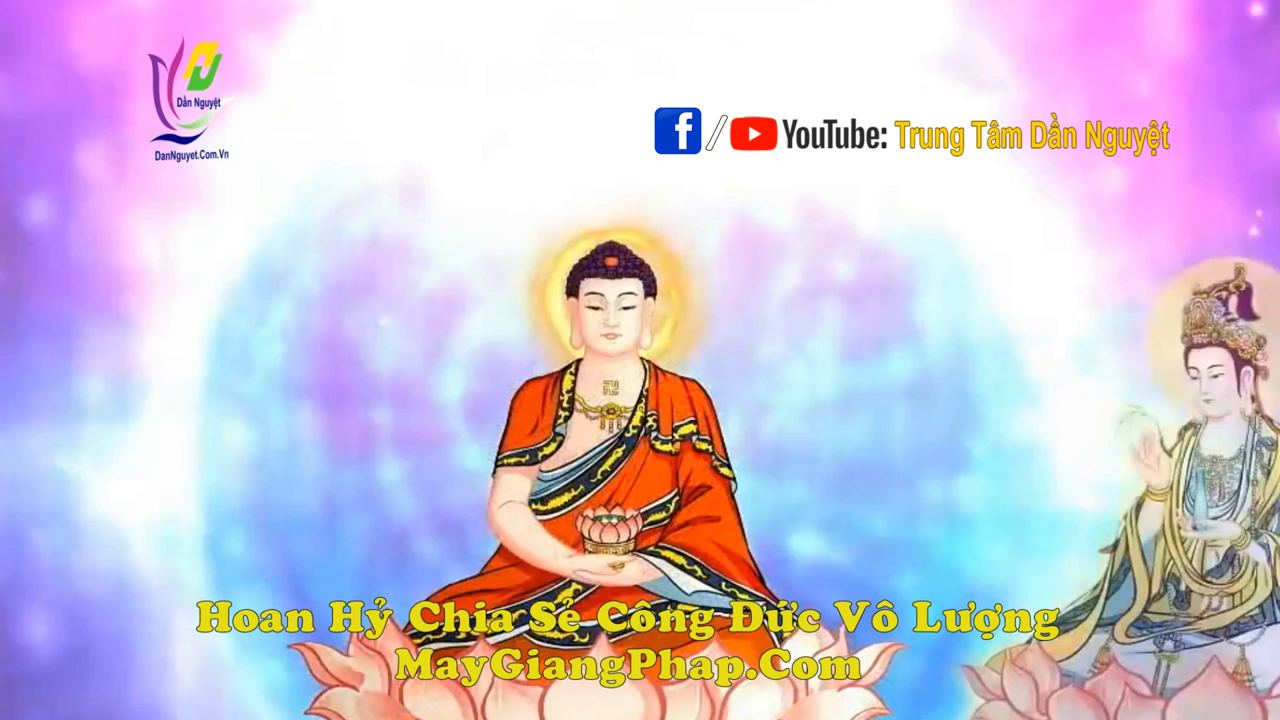 Dần Nguyệt
DanNguyet.Com.Vn
f / YouTube: Trung Tâm Dần Nguyệt
Hoan Hỷ Chia Sẻ Công Đức Vô Lượng
MayGiangPhap.Com